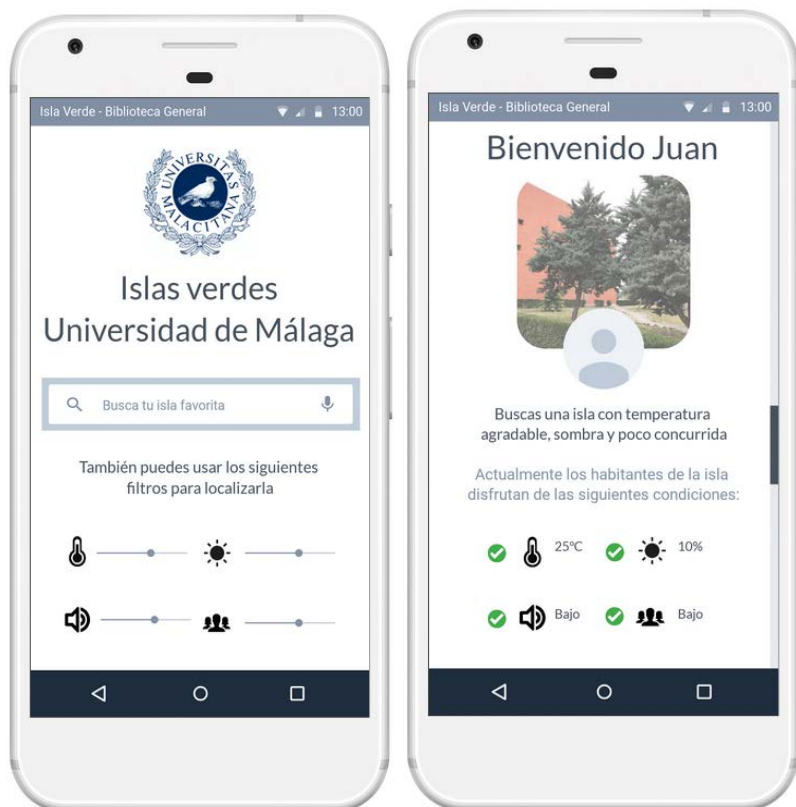 Isla Verde - Biblioteca General 13:00
UNIVERSITAS
MALACITANA
Islas verdes
Universidad de Málaga
Busca tu isla favorita
También puedes usar los siguientes
filtros para localizarla
Isla Verde - Biblioteca General 13:00
Bienvenido Juan
Buscas una isla con temperatura
agradable, sombra y poco concurrida
Actualmente los habitantes de la isla
disfrutan de las siguientes condiciones:
25ºC 10%
Bajo Bajo